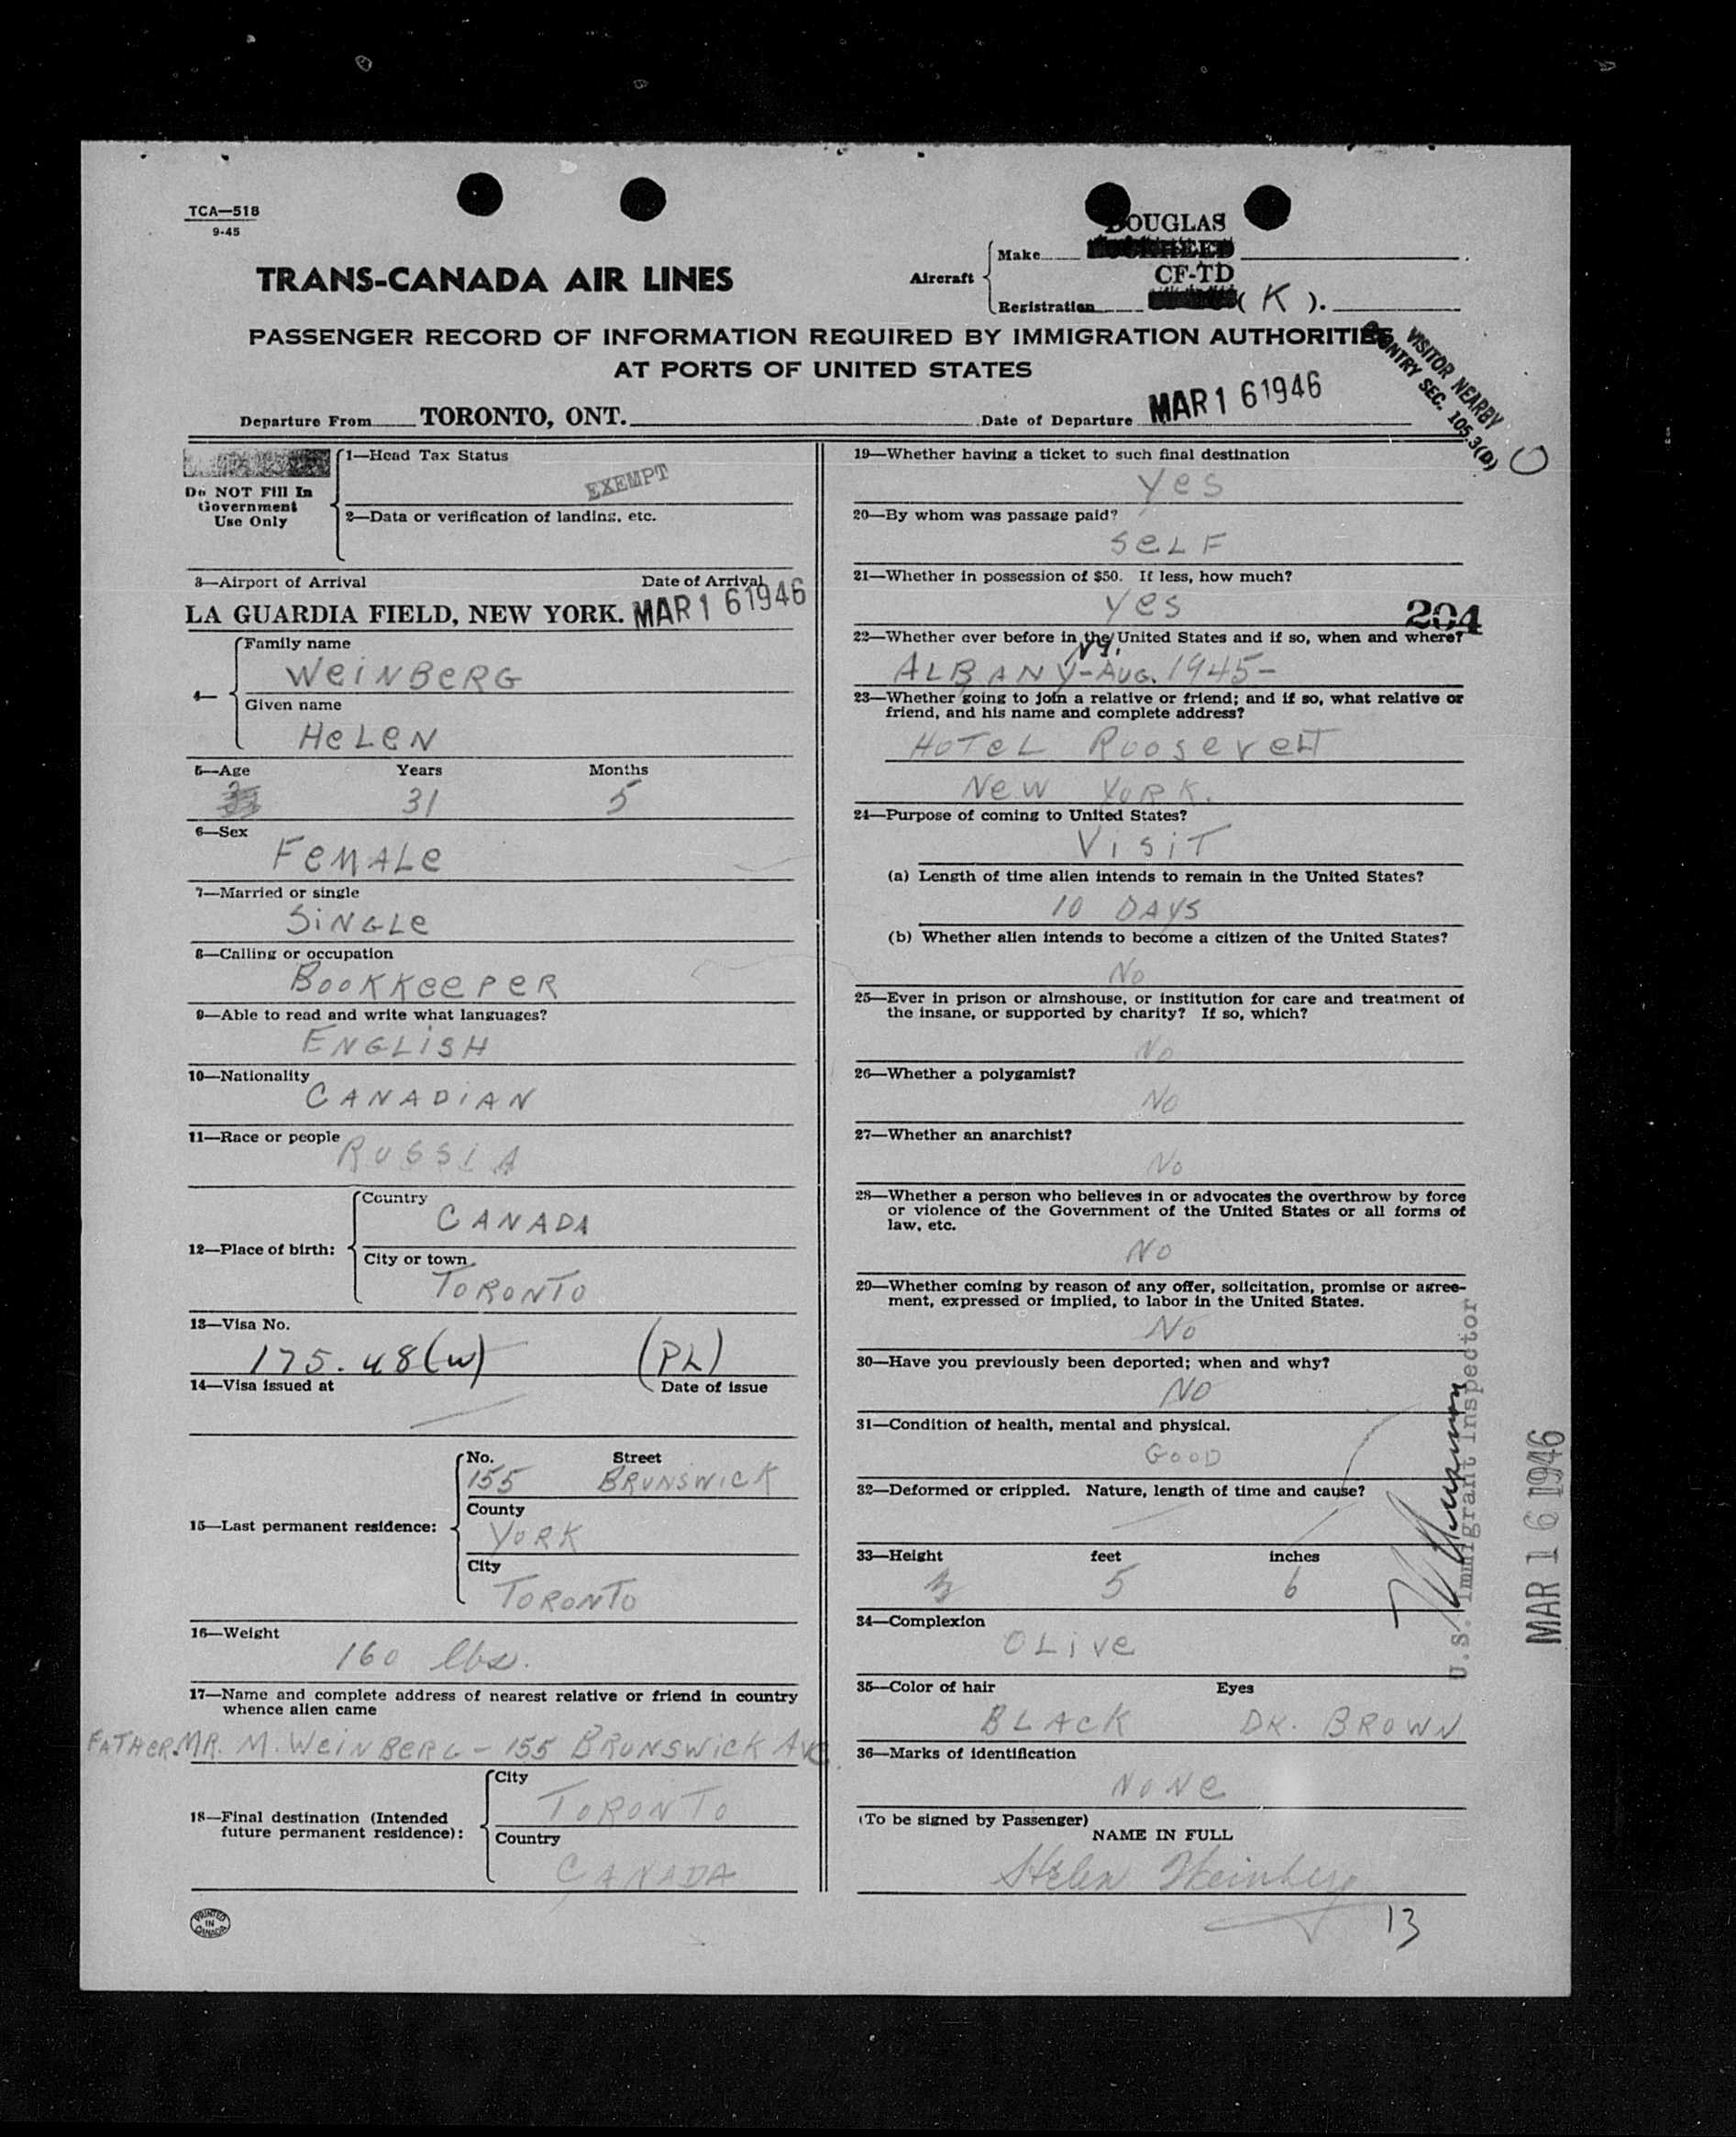 TCA—518
9-45
DOUGLAS
Aircraft
Make
CF-TD
Registration ( K ).
TRANS-CANADA AIR LINES
PASSENGER RECORD OF INFORMATION REQUIRED BY IMMIGRATION AUTHORITIES
AT PORTS OF UNITED STATES
VISITOR NEARBY
COUNTRY SEC. 105.3(D)
Departure From TORONTO, ONT.
Date of Departure MAR 1 6 1946
Do NOT Fill In
Government
Use Only
1—Head Tax Status
EXEMPT
2—Data or verification of landing, etc.
3—Airport of Arrival Date of Arrival
LA GUARDIA FIELD, NEW YORK. MAR 1 6 1946
4—
Family name
WeiNBeRG
Given name
HeLeN
5—Age Years Months
31 5
6—Sex
FeMALe
7—Married or single
SiNGLe
8—Calling or occupation
BooKKeePeR
9—Able to read and write what languages?
ENGLiSH
10—Nationality
CANADiAN
11—Race or people
RUSSIA
12—Place of birth:
Country
CANADA
City or town
TORONTO
13—Visa No.
175.48(w) (PL)
14—Visa issued at Date of issue
15—Last permanent residence:
No. Street
155 BRUNSWiCK
County
YORK
City
TORONTO
16—Weight
160 lbs.
17—Name and complete address of nearest relative or friend in country
whence alien came
FATHER. MR. M. WeiNBeRG - 155 BRUNSWiCK AVe.
18—Final destination (Intended
future permanent residence):
City
TORONTO
Country
CANADA
PRINTED
IN
CANADA
19—Whether having a ticket to such final destination
Yes
20—By whom was passage paid?
SeLF
21—Whether in possession of $50. If less, how much?
Yes
204
22—Whether ever before in the United States and if so, when and where?
NY.
ALBANY-AUG. 1945-
23—Whether going to join a relative or friend; and if so, what relative or
friend, and his name and complete address?
HoTeL RooseveLT
NeW YORK.
24—Purpose of coming to United States?
VisiT
(a) Length of time alien intends to remain in the United States?
10 DAYS
(b) Whether alien intends to become a citizen of the United States?
No
25—Ever in prison or almshouse, or institution for care and treatment of
the insane, or supported by charity? If so, which?
No
26—Whether a polygamist?
No
27—Whether an anarchist?
No
28—Whether a person who believes in or advocates the overthrow by force
or violence of the Government of the United States or all forms of
law, etc.
No
29—Whether coming by reason of any offer, solicitation, promise or agree-
ment, expressed or implied, to labor in the United States.
No
30—Have you previously been deported; when and why?
NO
31—Condition of health, mental and physical.
GOOD
32—Deformed or crippled. Nature, length of time and cause?
33—Height feet inches
5 6
34—Complexion
OLiVe
35—Color of hair Eyes
BLACK DK. BROWN
36—Marks of identification
NoNe
(To be signed by Passenger)
NAME IN FULL
Helen Weinberg
13
U.S. Immigrant Inspector
MAR 1 6 1946